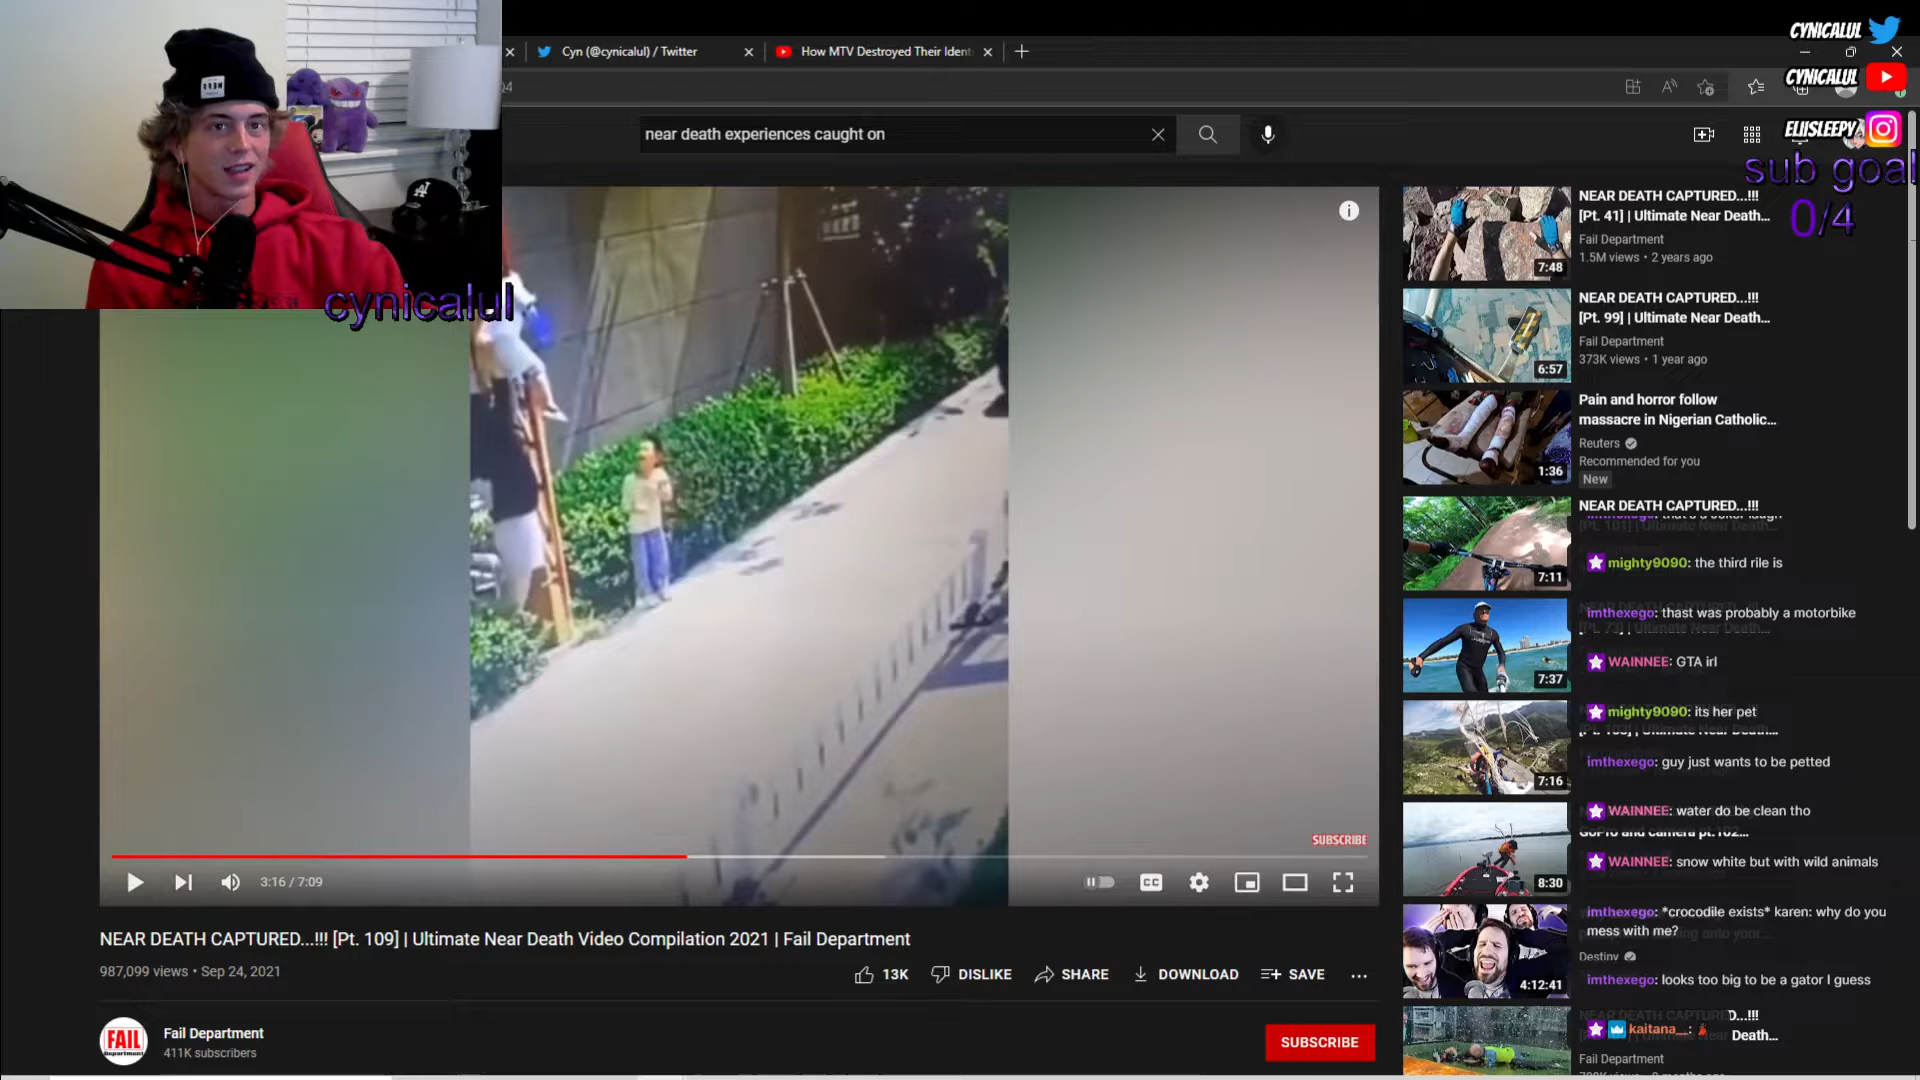 CYNICALUL
Cyn (@cynicalul) / Twitter
How MTV Destroyed Their Ident
CYNICALUL
near death experiences caught on
ELIISLEEPY
sub goal
0/4
cynicalul
NEAR DEATH CAPTURED...!!!
[Pt. 41] | Ultimate Near Death...
Fail Department
1.5M views • 2 years ago
7:48
NEAR DEATH CAPTURED...!!!
[Pt. 99] | Ultimate Near Death...
Fail Department
373K views • 1 year ago
6:57
Pain and horror follow
massacre in Nigerian Catholic...
Reuters
Recommended for you
New
1:36
NEAR DEATH CAPTURED...!!!
7:11
mighty9090: the third rile is
imthexego: thast was probably a motorbike
WAINNEE: GTA irl
7:37
mighty9090: its her pet
imthexego: guy just wants to be petted
7:16
WAINNEE: water do be clean tho
WAINNEE: snow white but with wild animals
8:30
imthexego: *crocodile exists* karen: why do you
mess with me?
Destiny
imthexego: looks too big to be a gator I guess
4:12:41
kaitana__:
Death...
Fail Department
SUBSCRIBE
3:16 / 7:09
CC
NEAR DEATH CAPTURED...!!! [Pt. 109] | Ultimate Near Death Video Compilation 2021 | Fail Department
987,099 views • Sep 24, 2021
13K
DISLIKE
SHARE
DOWNLOAD
SAVE
FAIL
Department
Fail Department
411K subscribers
SUBSCRIBE